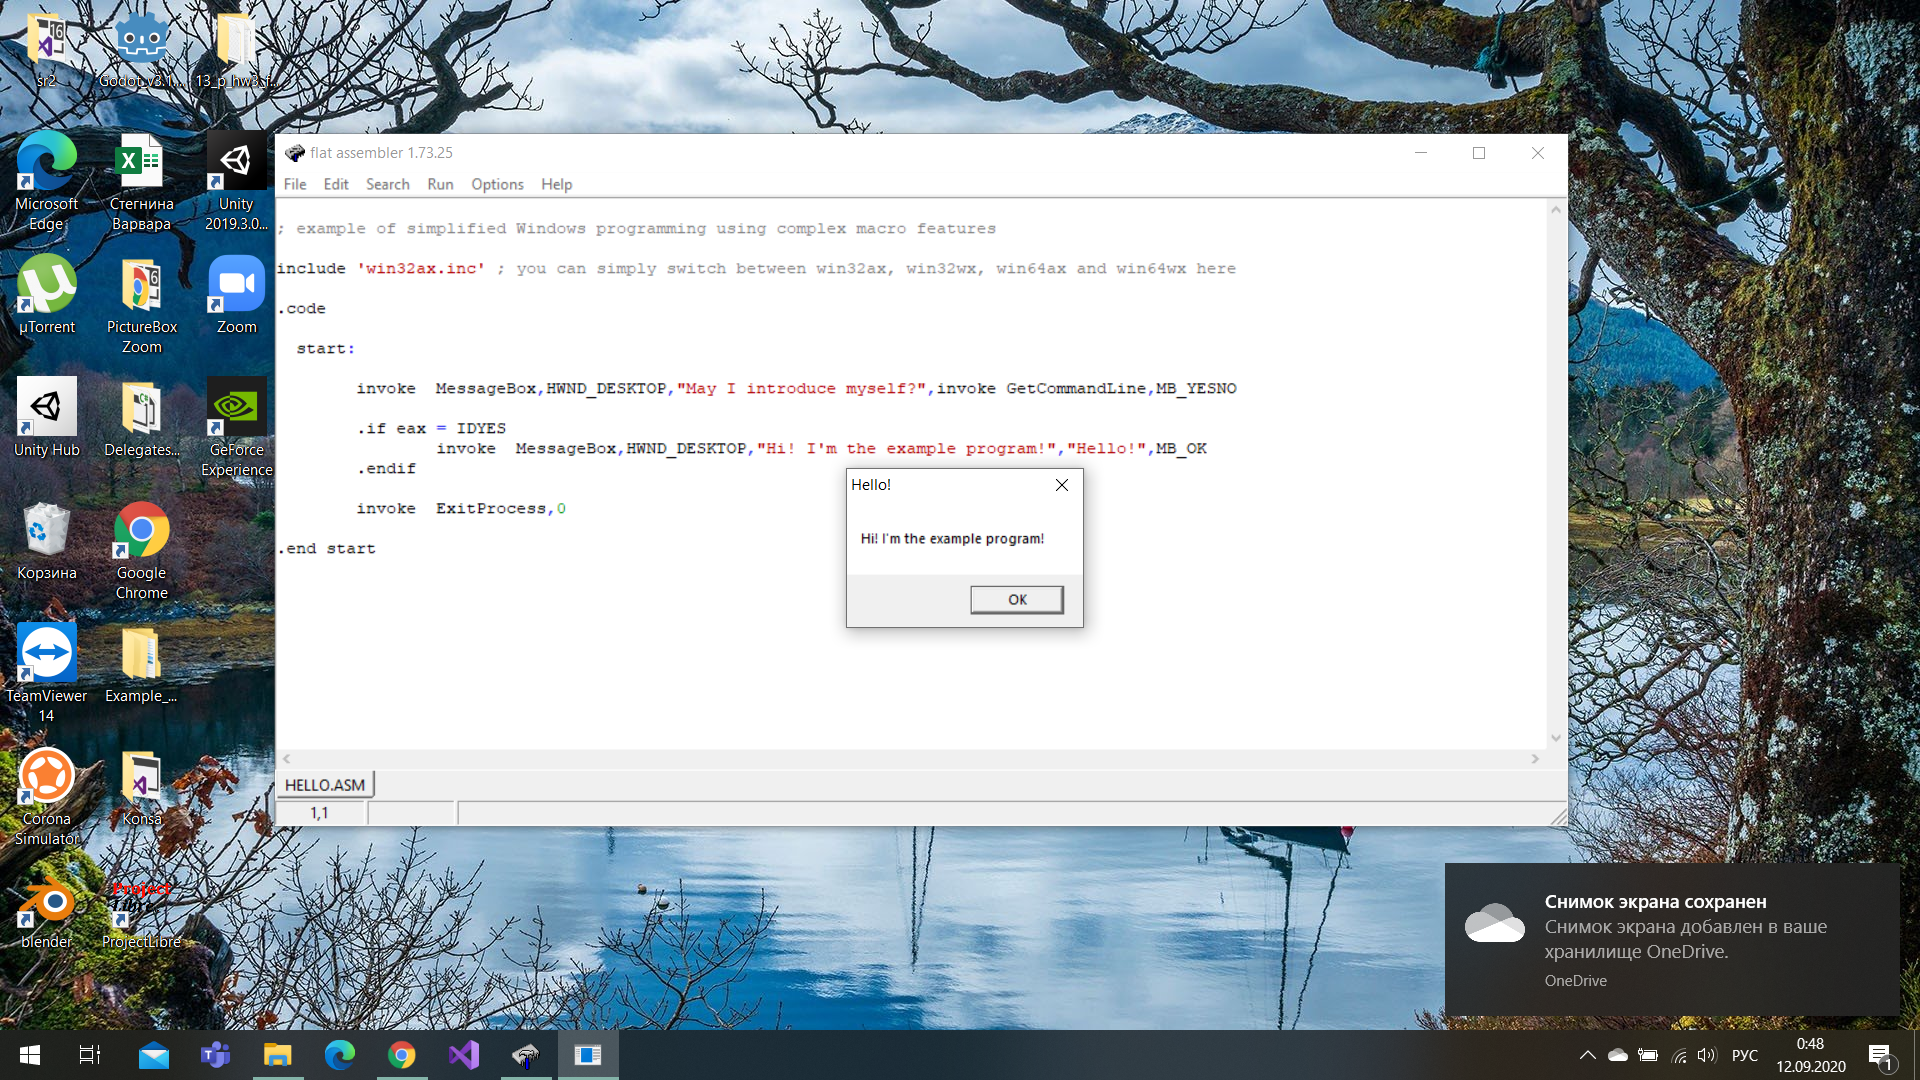 sr2
Godot_v3.1...
13_p_hw3_f...
Microsoft
Edge
Стегнина
Варвара
Unity
2019.3.0...
µTorrent
PictureBox
Zoom
Zoom
Unity Hub
Delegates...
GeForce
Experience
Корзина
Google
Chrome
TeamViewer
14
Example_...
Corona
Simulator
Konsa
blender
Project
Libre
ProjectLibre
flat assembler 1.73.25
File Edit Search Run Options Help
; example of simplified Windows programming using complex macro features
include 'win32ax.inc' ; you can simply switch between win32ax, win32wx, win64ax and win64wx here
.code
start:
invoke MessageBox,HWND_DESKTOP,"May I introduce myself?",invoke GetCommandLine,MB_YESNO
.if eax = IDYES
invoke MessageBox,HWND_DESKTOP,"Hi! I'm the example program!","Hello!",MB_OK
.endif
invoke ExitProcess,0
.end start
Hello!
Hi! I'm the example program!
OK
HELLO.ASM
1,1
Снимок экрана сохранен
Снимок экрана добавлен в ваше
хранилище OneDrive.
OneDrive
РУС
0:48
12.09.2020
1